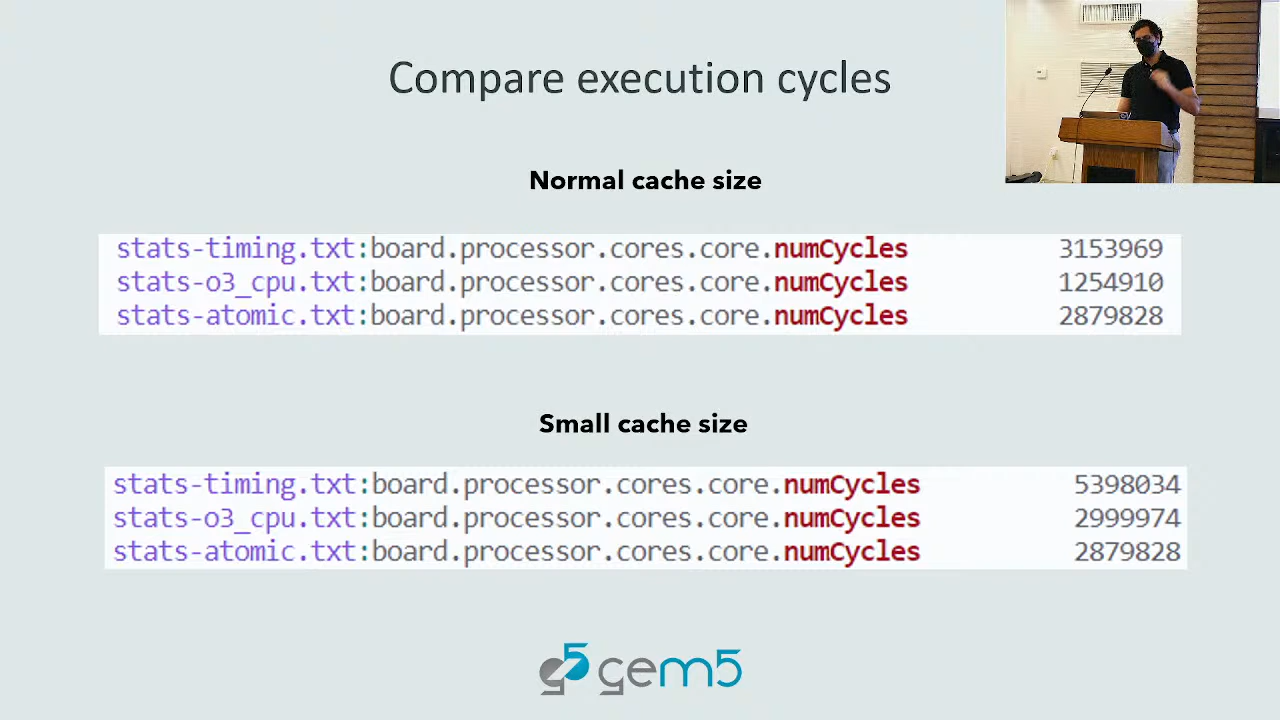 Compare execution cycles
Normal cache size
stats-timing.txt:board.processor.cores.core.numCycles 3153969
stats-o3_cpu.txt:board.processor.cores.core.numCycles 1254910
stats-atomic.txt:board.processor.cores.core.numCycles 2879828
Small cache size
stats-timing.txt:board.processor.cores.core.numCycles 5398034
stats-o3_cpu.txt:board.processor.cores.core.numCycles 2999974
stats-atomic.txt:board.processor.cores.core.numCycles 2879828
g5 gem5